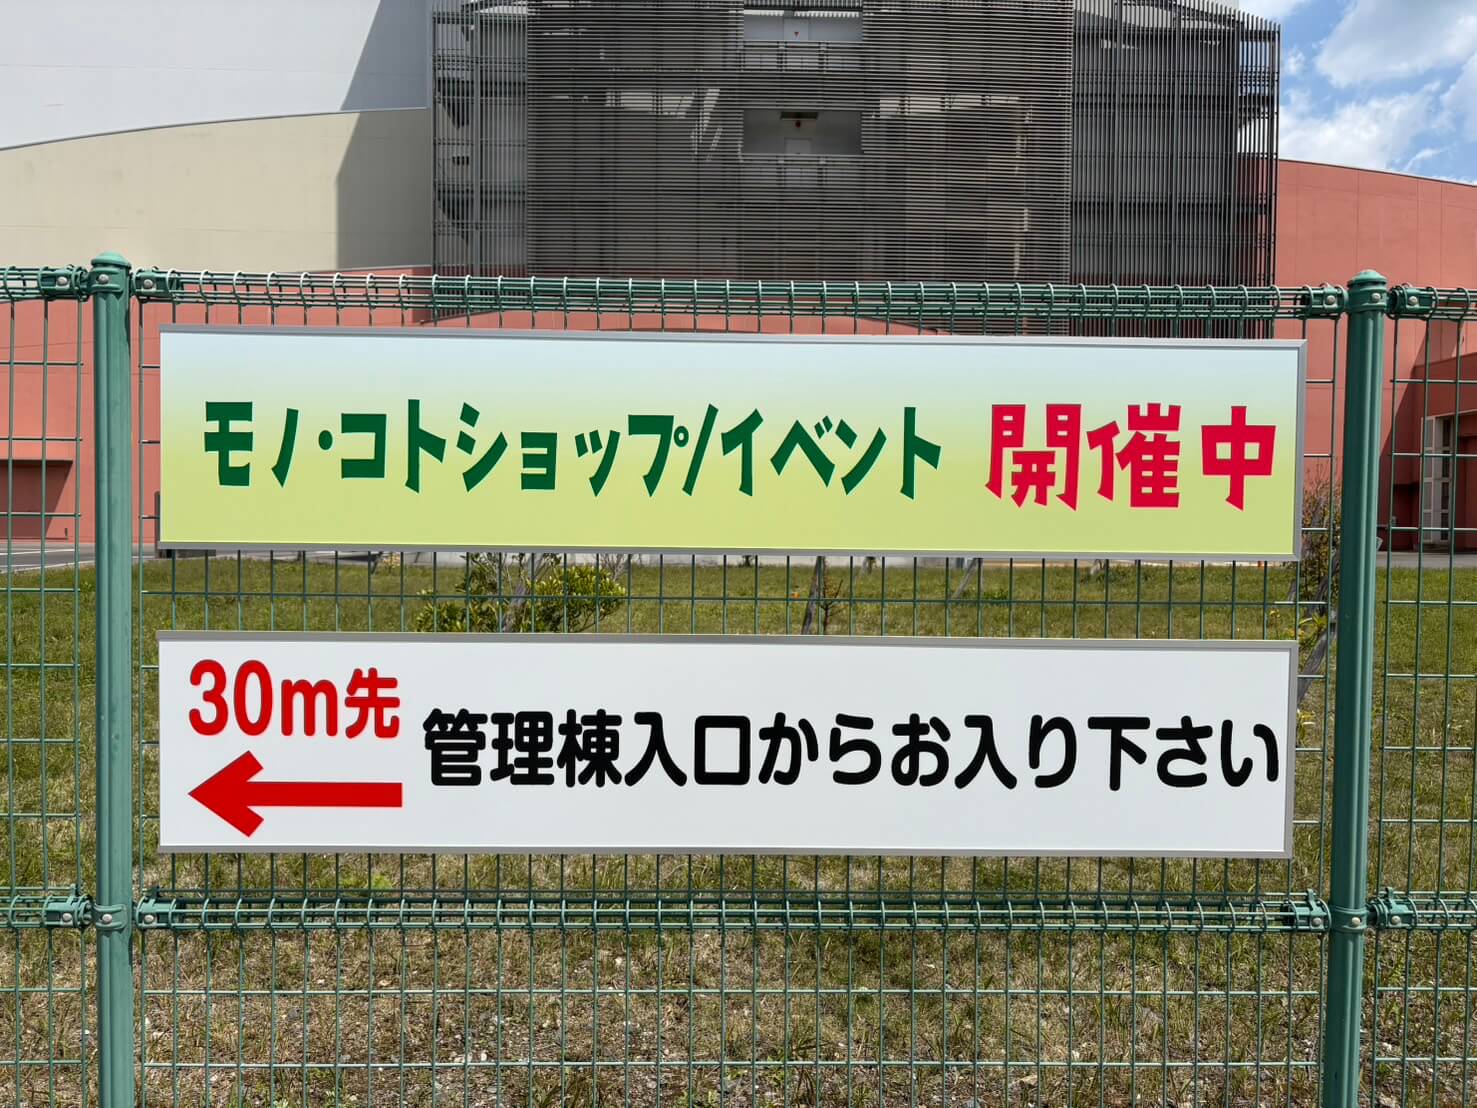 モノ・コトショップ/イベント 開催中
30m先
管理棟入口からお入り下さい